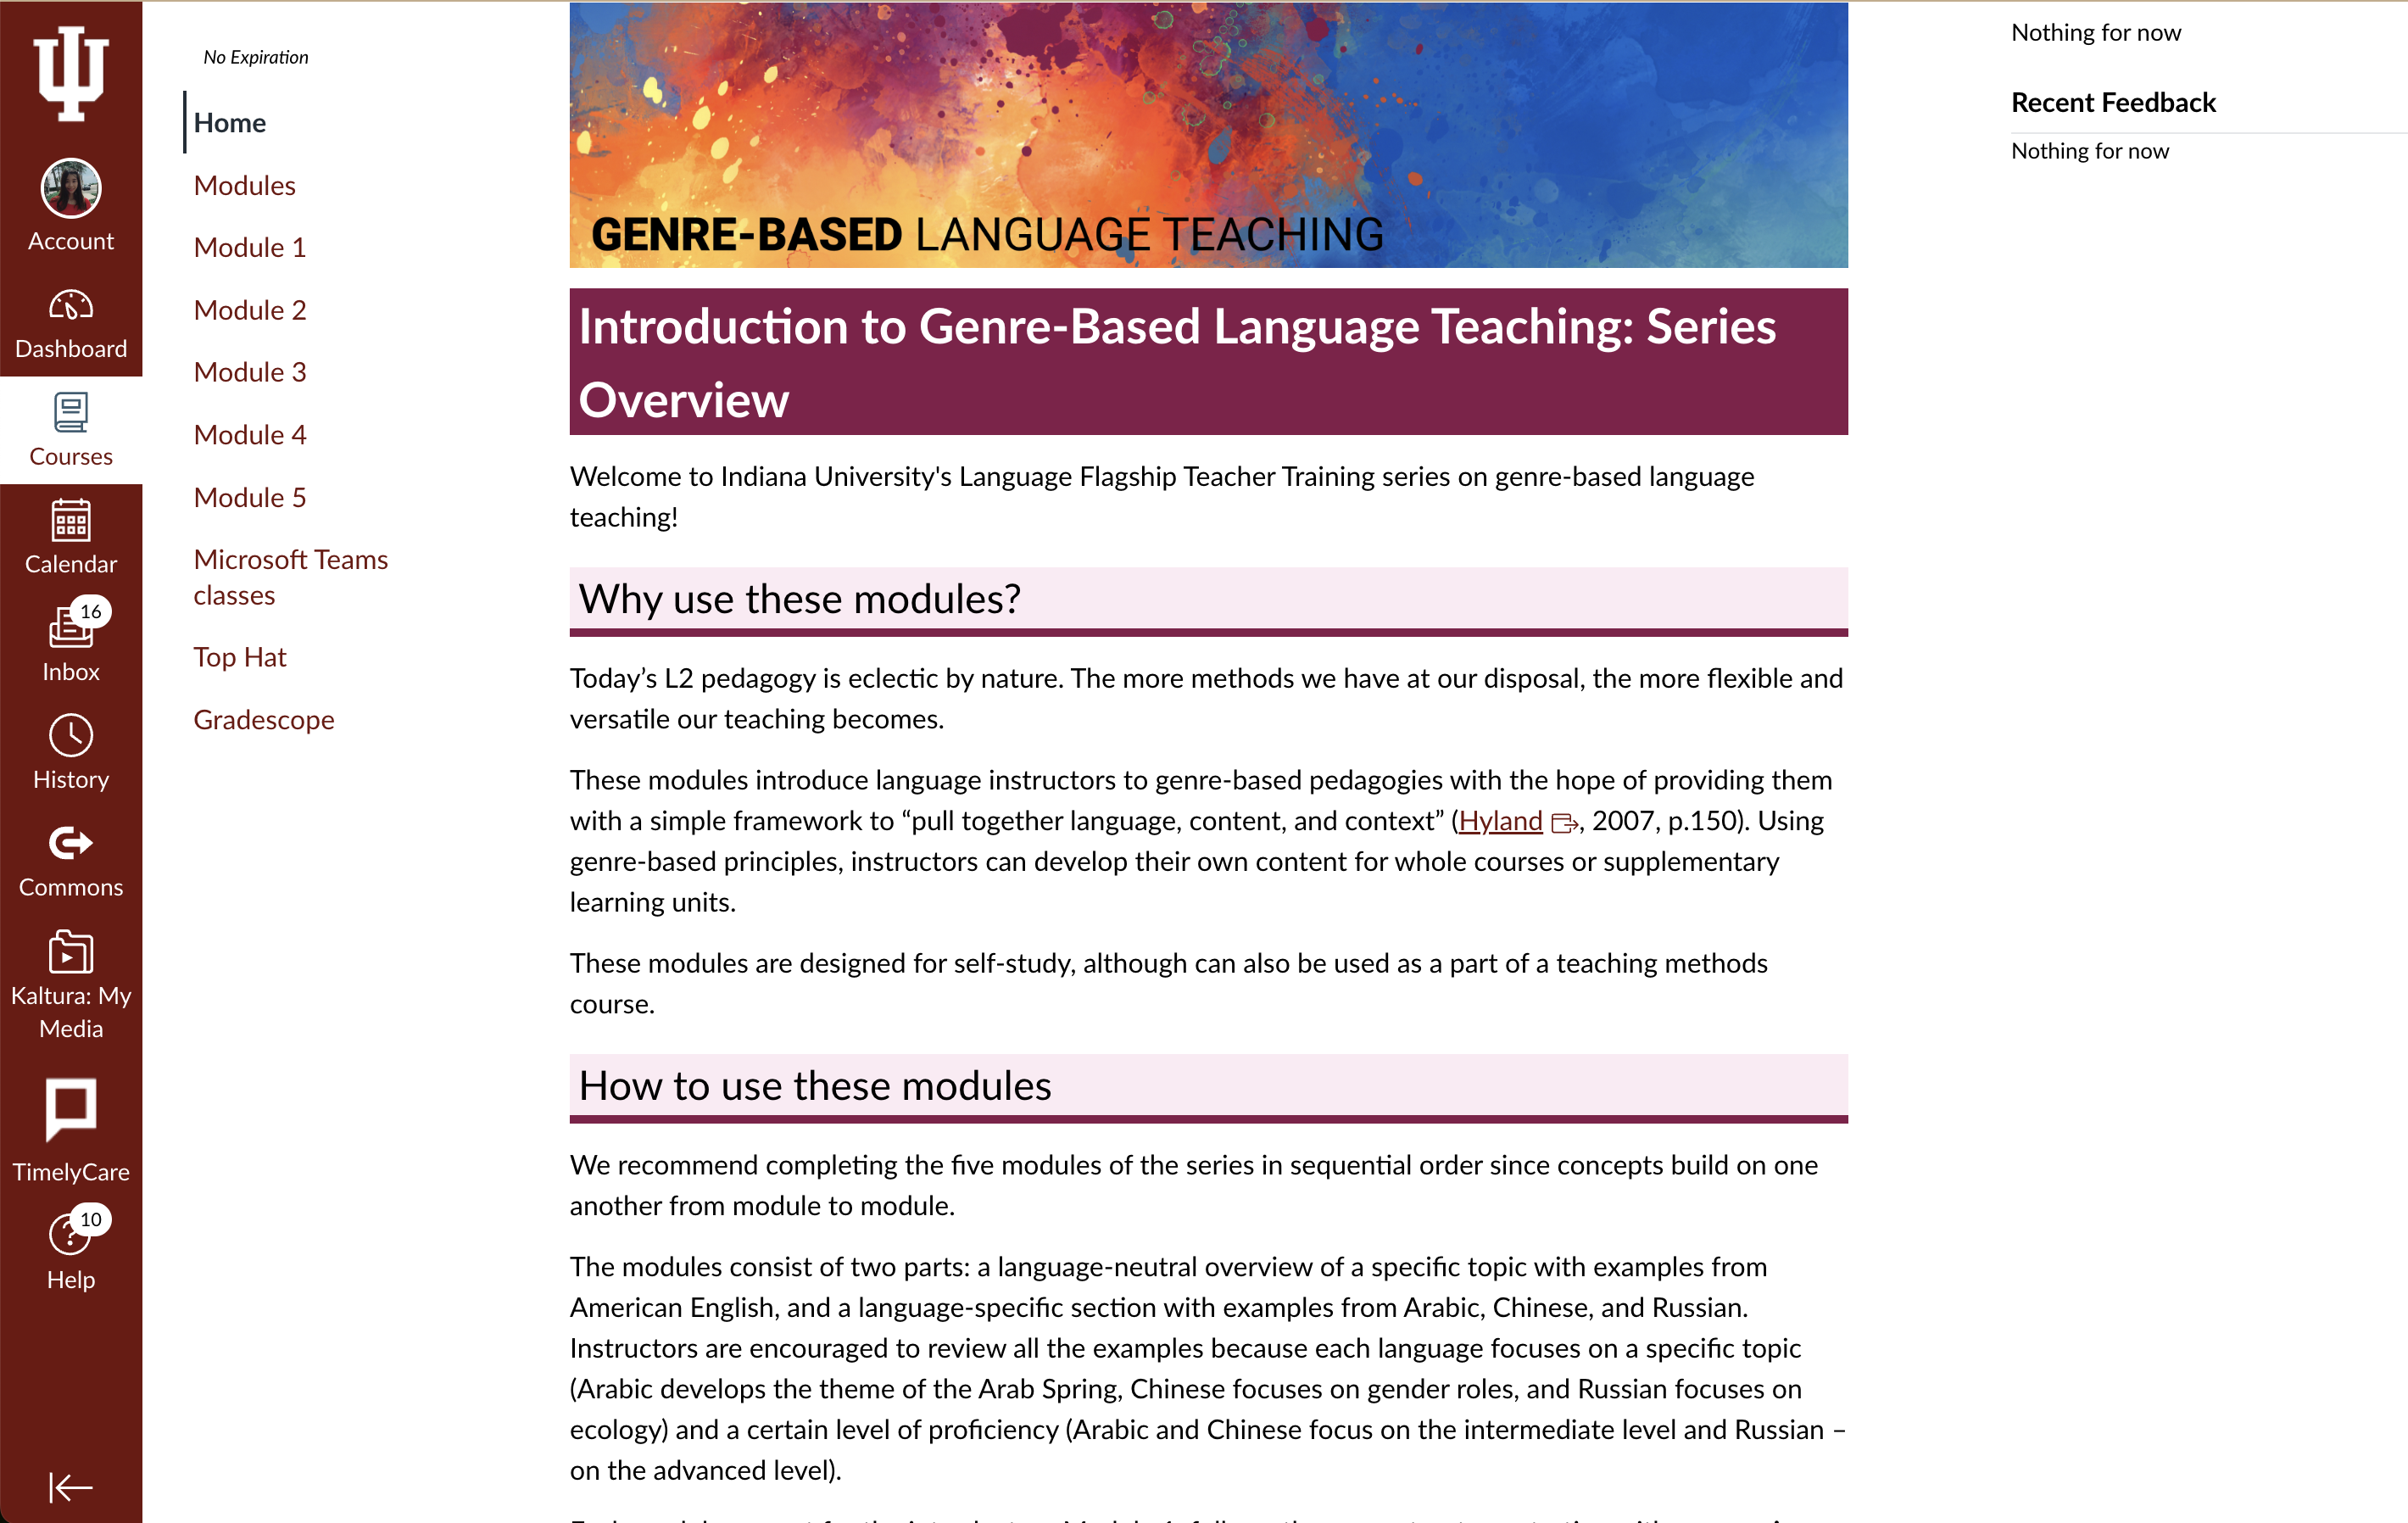 No Expiration
Home
Modules
Module 1
Module 2
Module 3
Module 4
Module 5
Microsoft Teams
classes
Top Hat
Gradescope
Account
Dashboard
Courses
Calendar
16
Inbox
History
Commons
Kaltura: My
Media
TimelyCare
10
Help
GENRE-BASED LANGUAGE TEACHING
Introduction to Genre-Based Language Teaching: Series
Overview
Welcome to Indiana University's Language Flagship Teacher Training series on genre-based language
teaching!
Why use these modules?
Today’s L2 pedagogy is eclectic by nature. The more methods we have at our disposal, the more flexible and
versatile our teaching becomes.
These modules introduce language instructors to genre-based pedagogies with the hope of providing them
with a simple framework to “pull together language, content, and context” (Hyland, 2007, p.150). Using
genre-based principles, instructors can develop their own content for whole courses or supplementary
learning units.
These modules are designed for self-study, although can also be used as a part of a teaching methods
course.
How to use these modules
We recommend completing the five modules of the series in sequential order since concepts build on one
another from module to module.
The modules consist of two parts: a language-neutral overview of a specific topic with examples from
American English, and a language-specific section with examples from Arabic, Chinese, and Russian.
Instructors are encouraged to review all the examples because each language focuses on a specific topic
(Arabic develops the theme of the Arab Spring, Chinese focuses on gender roles, and Russian focuses on
ecology) and a certain level of proficiency (Arabic and Chinese focus on the intermediate level and Russian –
on the advanced level).
Nothing for now
Recent Feedback
Nothing for now